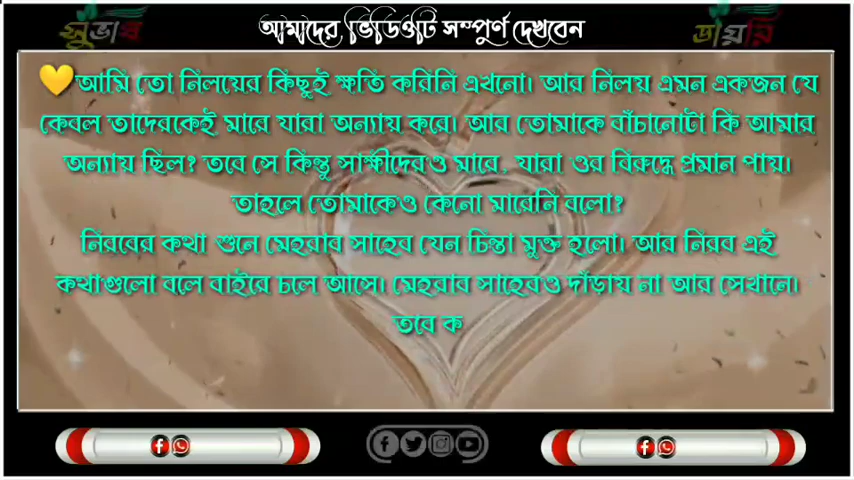 সুভাষ
আমাদের ভিডিওটি সম্পুর্ণ দেখবেন
ডায়রি
💛আমি তো নিলয়ের কিছুই ক্ষতি করিনি এখনো। আর নিলয় এমন একজন যে
কেবল তাদেরকেই মারে যারা অন্যায় করে। আর তোমাকে বাঁচানোটা কি আমার
অন্যায় ছিল? তবে সে কিন্তু সাক্ষীদেরও মারে, যারা ওর বিরুদ্ধে প্রমান পায়।
তাহলে তোমাকেও কেনো মারেনি বলো?
নিরবের কথা শুনে মেহরাব সাহেব যেন চিন্তা মুক্ত হলো। আর নিরব এই
কথাগুলো বলে বাইরে চলে আসে। মেহরাব সাহেবও দাঁড়ায় না আর সেখানে।
তবে ক